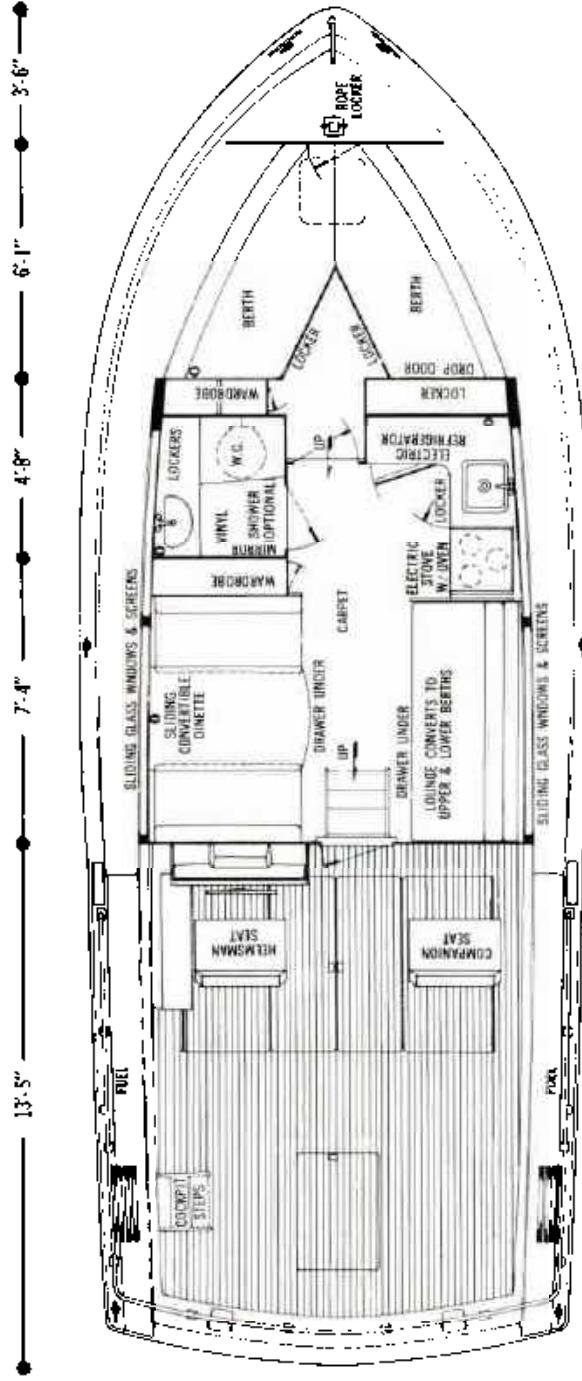 3'-6"
6'-1"
4'-8"
7'-4"
13'-5"
ROPE
LOCKER
BERTH
BERTH
LOCKER
LOCKER
DROP DOOR
WARDROBE
LOCKER
LOCKERS
W.C.
UP
ELECTRIC
REFRIGERATOR
VINYL
SHOWER
(OPTIONAL)
MIRROR
LOCKER
WARDROBE
ELECTRIC
STOVE
W/ OVEN
CARPET
SLIDING GLASS WINDOWS & SCREENS
SLIDING
CONVERTIBLE
DINETTE
DRAWER UNDER
UP
DRAWER UNDER
LOUNGE CONVERTS TO
UPPER & LOWER BERTHS
SLIDING GLASS WINDOWS & SCREENS
HELMSMAN
SEAT
COMPANION
SEAT
FUEL
FUEL
COCKPIT
STEPS